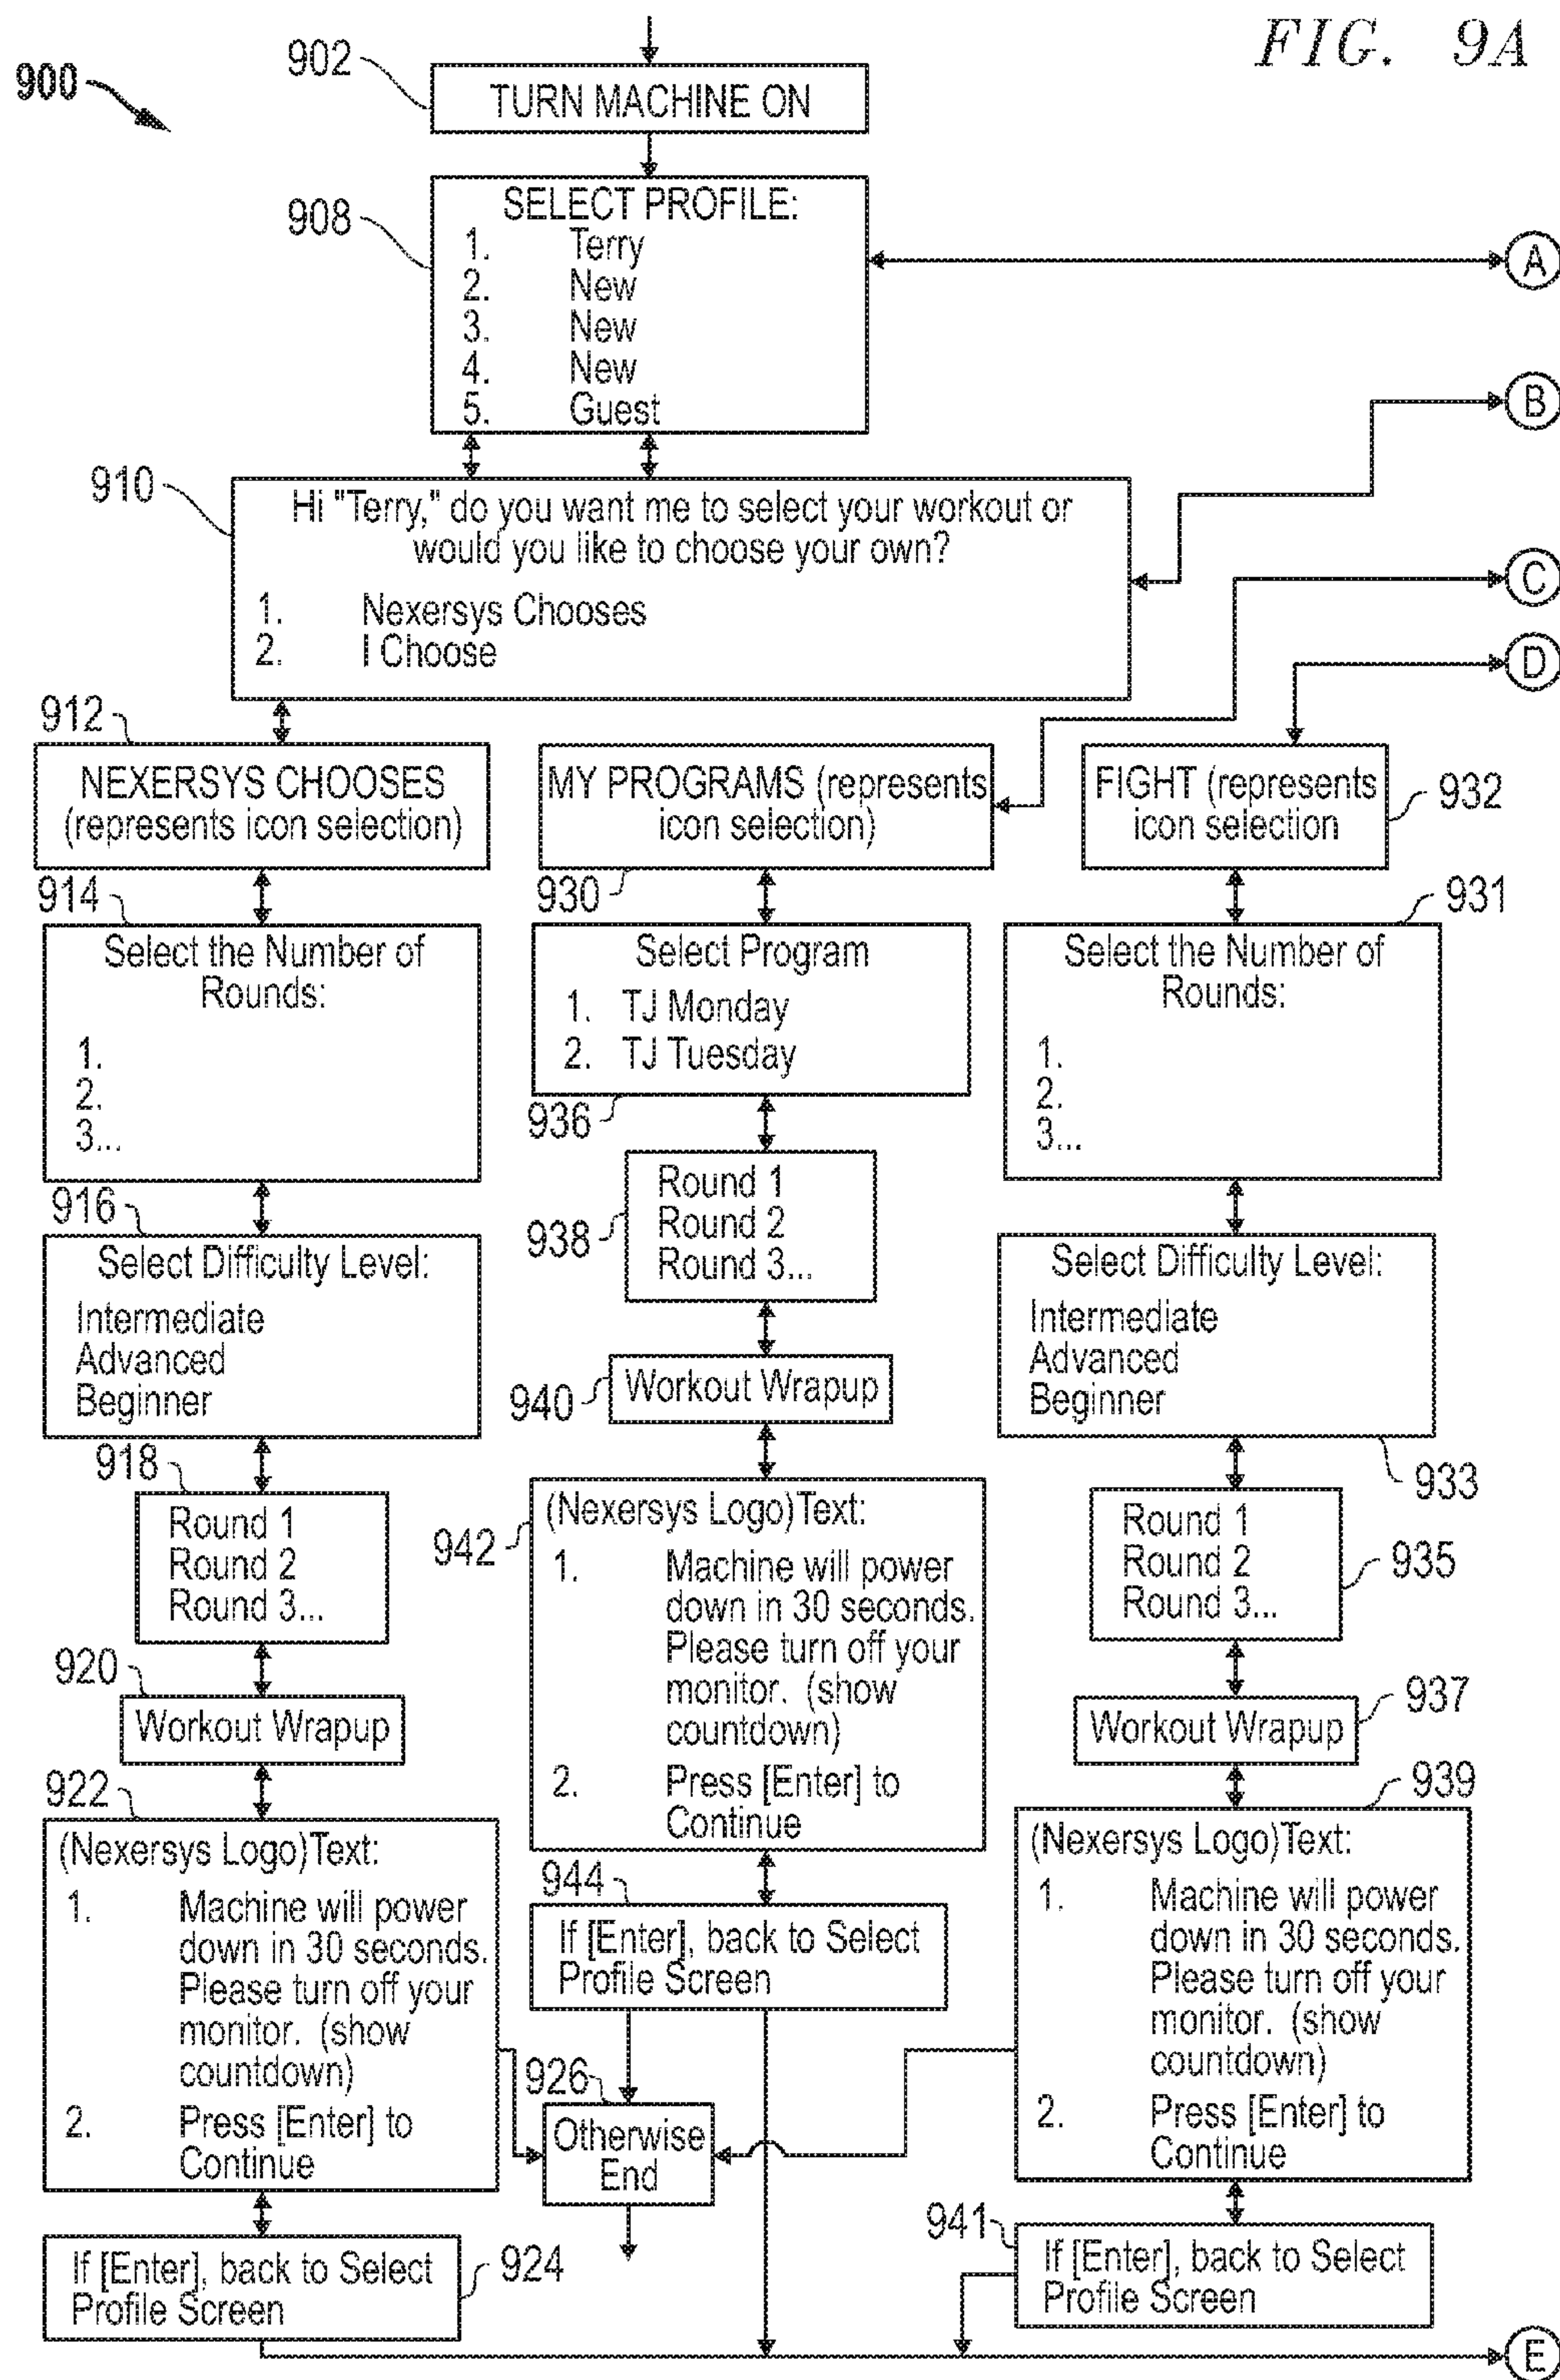 FIG. 9A
900
902
TURN MACHINE ON
908
SELECT PROFILE:
1. Terry
2. New
3. New
4. New
5. Guest
A
B
910
Hi "Terry," do you want me to select your workout or
would you like to choose your own?
1. Nexersys Chooses
2. I Choose
C
D
912
NEXERSYS CHOOSES
(represents icon selection)
914
Select the Number of
Rounds:
1.
2.
3...
916
Select Difficulty Level:
Intermediate
Advanced
Beginner
918
Round 1
Round 2
Round 3...
920
Workout Wrapup
922
(Nexersys Logo)Text:
1. Machine will power
down in 30 seconds.
Please turn off your
monitor. (show
countdown)
2. Press [Enter] to
Continue
If [Enter], back to Select
Profile Screen
924
MY PROGRAMS (represents
icon selection)
930
Select Program
1. TJ Monday
2. TJ Tuesday
936
Round 1
Round 2
Round 3...
938
Workout Wrapup
940
(Nexersys Logo)Text:
1. Machine will power
down in 30 seconds.
Please turn off your
monitor. (show
countdown)
2. Press [Enter] to
Continue
942
944
If [Enter], back to Select
Profile Screen
926
Otherwise
End
FIGHT (represents
icon selection
932
931
Select the Number of
Rounds:
1.
2.
3...
Select Difficulty Level:
Intermediate
Advanced
Beginner
933
Round 1
Round 2
Round 3...
935
Workout Wrapup
937
939
(Nexersys Logo)Text:
1. Machine will power
down in 30 seconds.
Please turn off your
monitor. (show
countdown)
2. Press [Enter] to
Continue
941
If [Enter], back to Select
Profile Screen
E